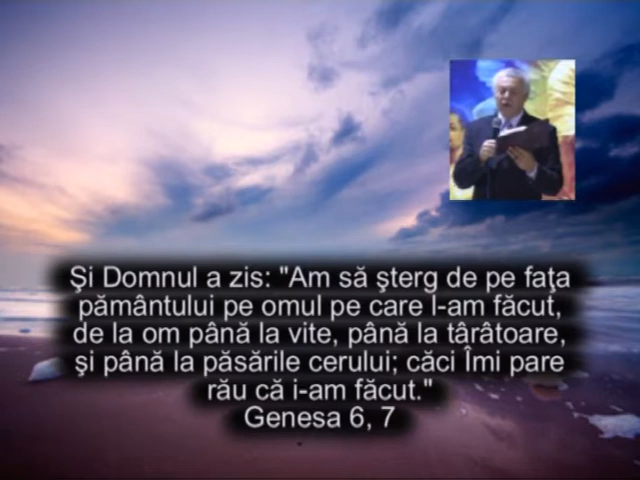 Şi Domnul a zis: "Am să şterg de pe faţa
pământului pe omul pe care l-am făcut,
de la om până la vite, până la târâtoare,
şi până la păsările cerului; căci Îmi pare
rău că i-am făcut."
Genesa 6, 7